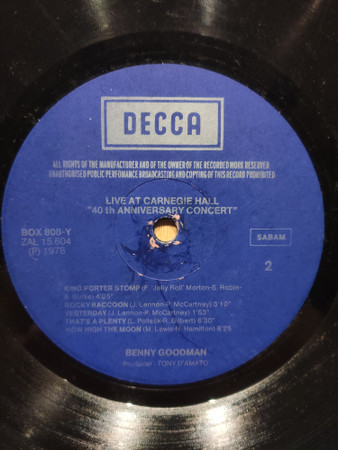 DECCA
ALL RIGHTS OF THE MANUFACTURER AND OF THE OWNER OF THE RECORDED WORK RESERVED
UNAUTHORISED PUBLIC PERFOMANCE BROADCASTING AND COPYING OF THIS RECORD PROHIBITED
LIVE AT CARNEGIE HALL
"40 th ANNIVERSARY CONCERT"
BOX 808-Y
ZAL 15.604
(P) 1978
SABAM
2
KING PORTER STOMP (F. "Jelly Roll" Morton-S. Robin-
S. Burke) 4'05"
ROCKY RACCOON (J. Lennon-P. McCartney) 3'10"
YESTERDAY (J. Lennon-P. McCartney) 1'53"
THAT'S A PLENTY (L. Pollack-R. Gilbert) 6'30"
HOW HIGH THE MOON (M. Lewis-N. Hamilton) 6'25
BENNY GOODMAN
Producer : TONY D'AMATO